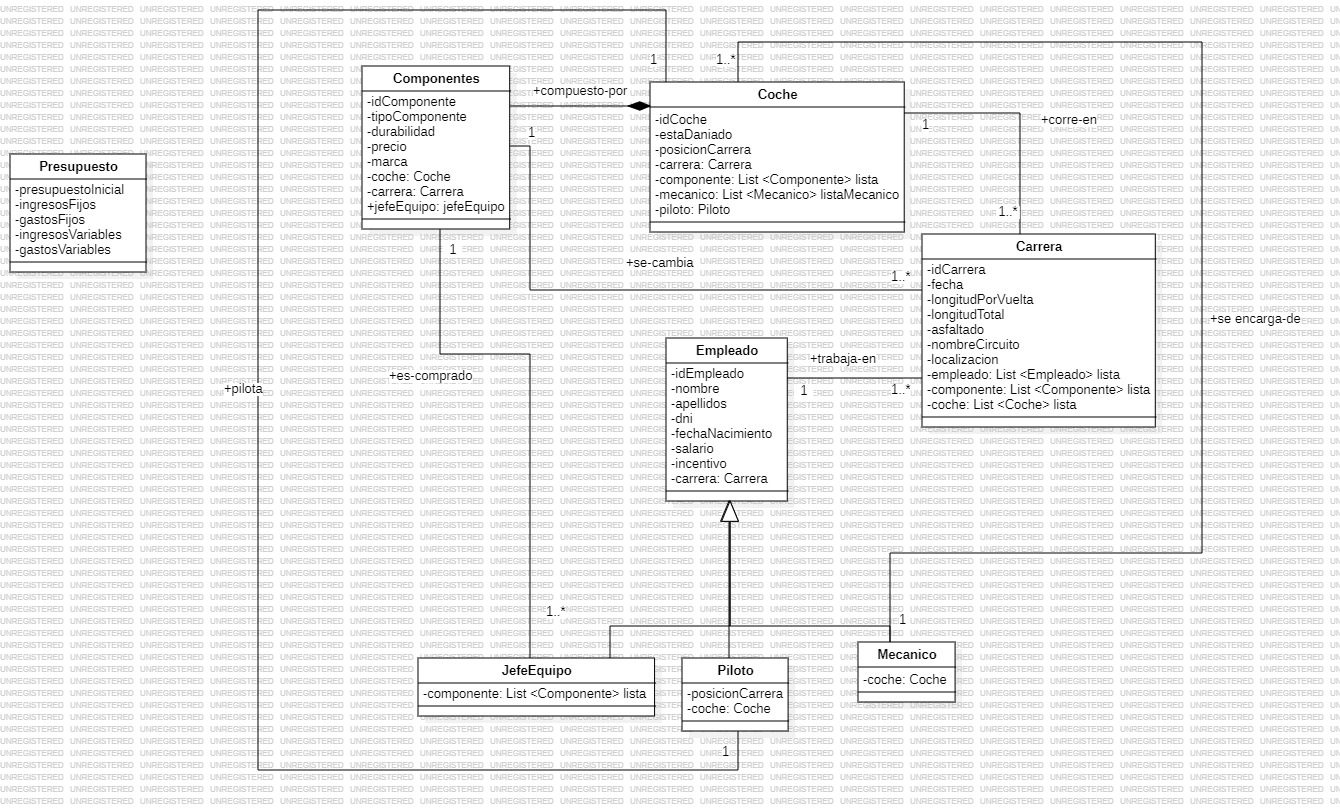 1
1..*
Componentes
-idComponente
-tipoComponente
-durabilidad
-precio
-marca
-coche: Coche
-carrera: Carrera
+jefeEquipo: jefeEquipo
+compuesto-por
Coche
-idCoche
-estaDaniado
-posicionCarrera
-carrera: Carrera
-componente: List <Componente> lista
-mecanico: List <Mecanico> listaMecanico
-piloto: Piloto
1
+corre-en
1
1..*
Presupuesto
-presupuestoInicial
-ingresosFijos
-gastosFijos
-ingresosVariables
-gastosVariables
1
+se-cambia
1..*
Carrera
-idCarrera
-fecha
-longitudPorVuelta
-longitudTotal
-asfaltado
-nombreCircuito
-localizacion
-empleado: List <Empleado> lista
-componente: List <Componente> lista
-coche: List <Coche> lista
+se encarga-de
Empleado
-idEmpleado
-nombre
-apellidos
-dni
-fechaNacimiento
-salario
-incentivo
-carrera: Carrera
+trabaja-en
1
1..*
+es-comprado
+pilota
1..*
1
JefeEquipo
-componente: List <Componente> lista
Piloto
-posicionCarrera
-coche: Coche
Mecanico
-coche: Coche
1
UNREGISTERED